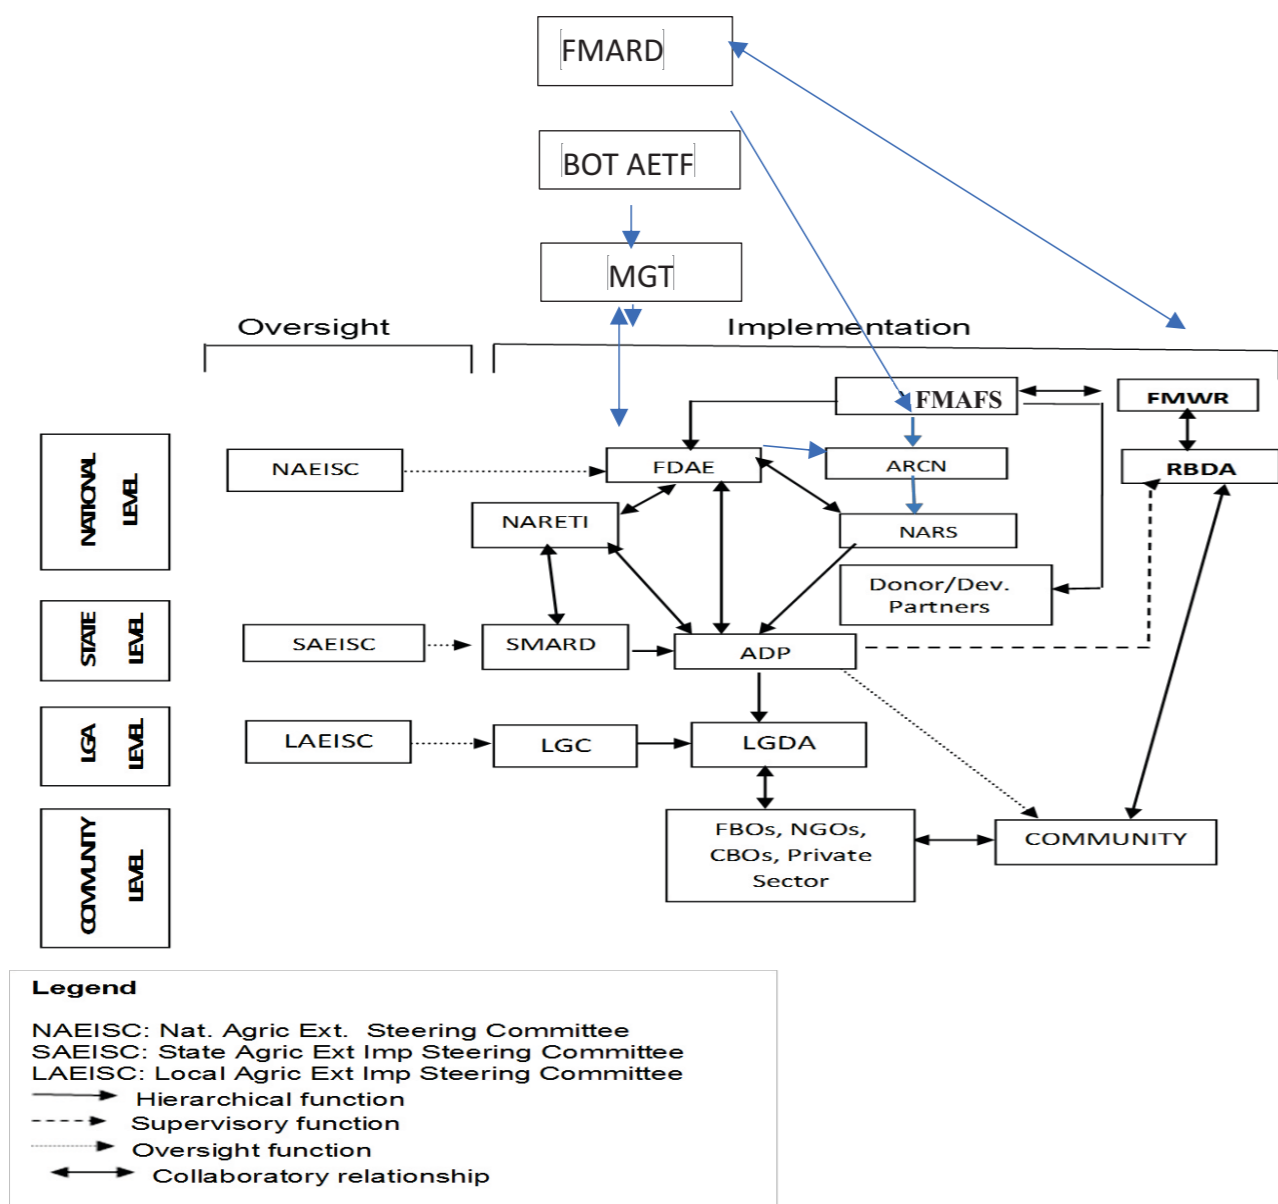 FMARD
BOT AETF
MGT
Oversight
Implementation
FMAFS
FMWR
NATIONAL
LEVEL
NAEISC
FDAE
ARCN
RBDA
NARETI
NARS
Donor/Dev.
Partners
STATE
LEVEL
SAEISC
SMARD
ADP
LGA
LEVEL
LAEISC
LGC
LGDA
COMMUNITY
LEVEL
FBOs, NGOs,
CBOs, Private
Sector
COMMUNITY
Legend
NAEISC: Nat. Agric Ext. Steering Committee
SAEISC: State Agric Ext Imp Steering Committee
LAEISC: Local Agric Ext Imp Steering Committee
Hierarchical function
Supervisory function
Oversight function
Collaboratory relationship